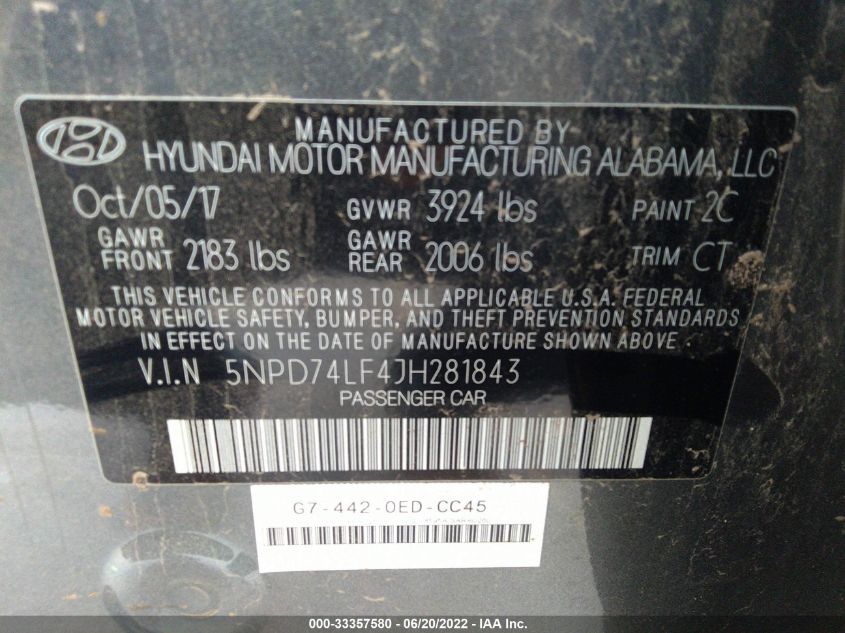 MANUFACTURED BY
HYUNDAI MOTOR MANUFACTURING ALABAMA, LLC
Oct/05/17 GVWR 3924 lbs PAINT 2C
GAWR FRONT 2183 lbs GAWR REAR 2006 lbs TRIM CT
THIS VEHICLE CONFORMS TO ALL APPLICABLE U.S.A. FEDERAL
MOTOR VEHICLE SAFETY, BUMPER, AND THEFT PREVENTION STANDARDS
IN EFFECT ON THE DATE OF MANUFACTURE SHOWN ABOVE.
V.I.N 5NPD74LF4JH281843
PASSENGER CAR
G7-442-0ED-CC45
000-33357580 - 06/20/2022 - IAA Inc.